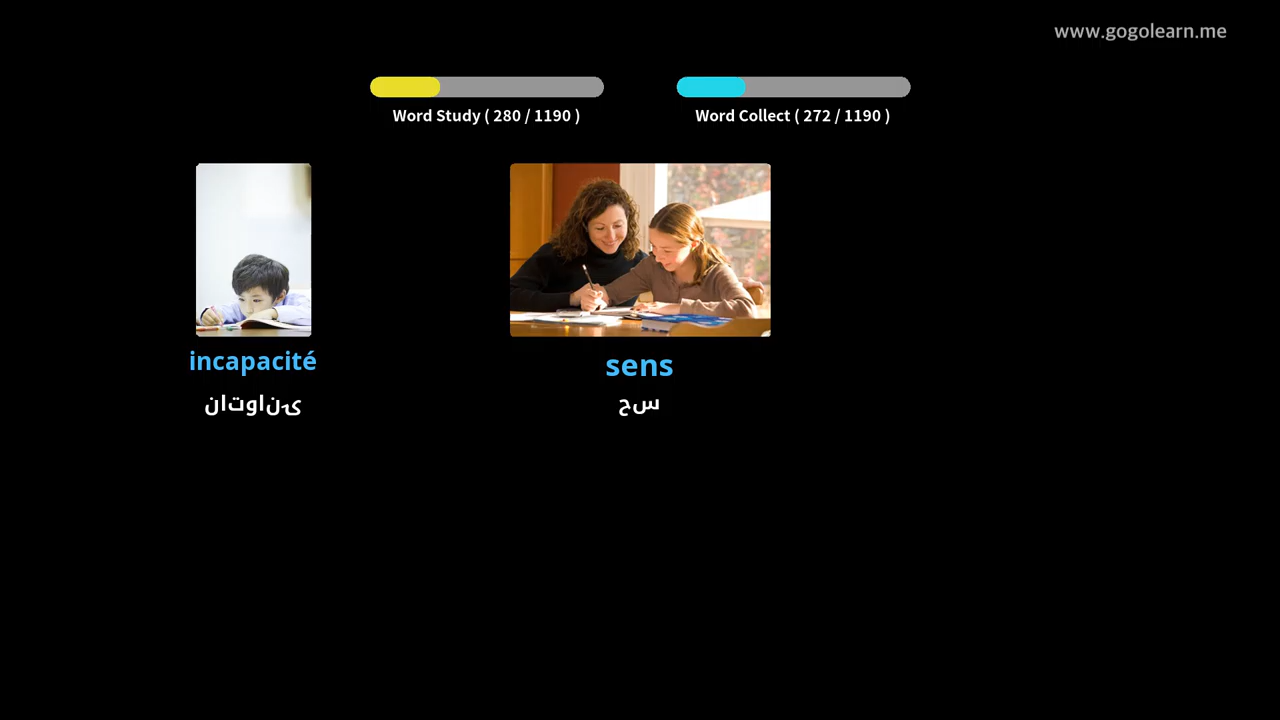 www.gogolearn.me
Word Study ( 280 / 1190 )
Word Collect ( 272 / 1190 )
incapacité
ناتوانی
sens
حس